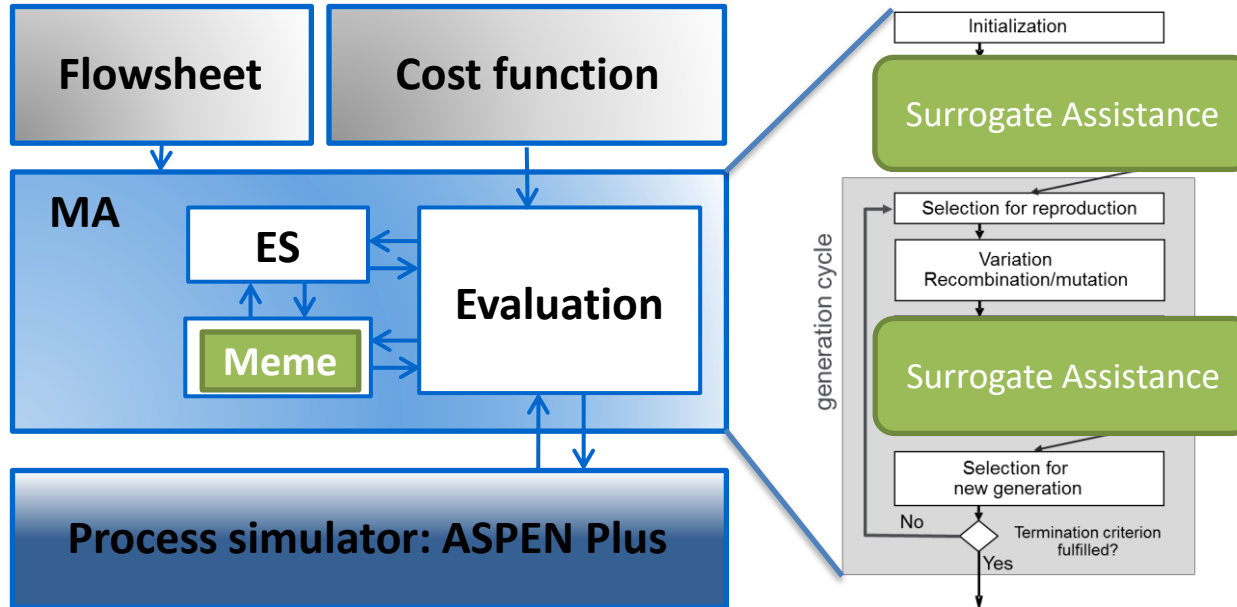 Flowsheet
Cost function
MA
ES
Evaluation
Meme
Process simulator: ASPEN Plus
Initialization
Surrogate Assistance
generation cycle
Selection for reproduction
Variation
Recombination/mutation
Surrogate Assistance
Selection for
new generation
No
Termination criterion
fulfilled?
Yes